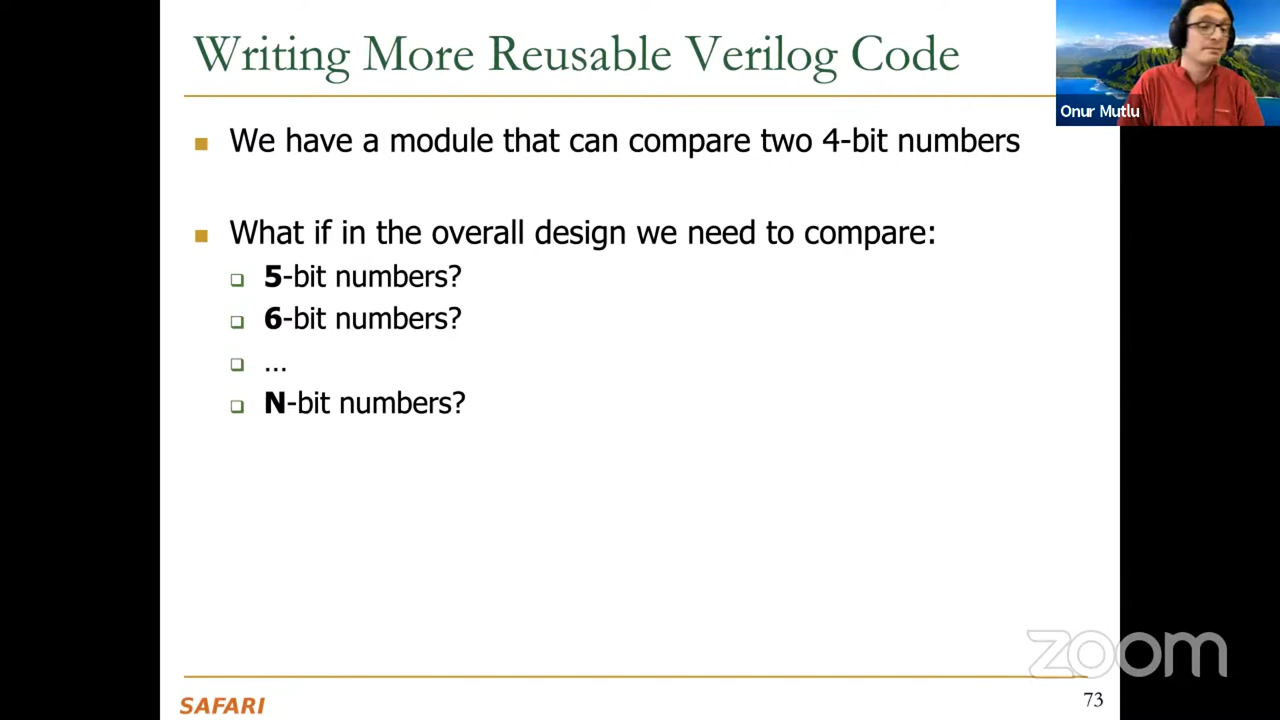 Writing More Reusable Verilog Code
Onur Mutlu
We have a module that can compare two 4-bit numbers
What if in the overall design we need to compare:
5-bit numbers?
6-bit numbers?
...
N-bit numbers?
zoom
SAFARI
73